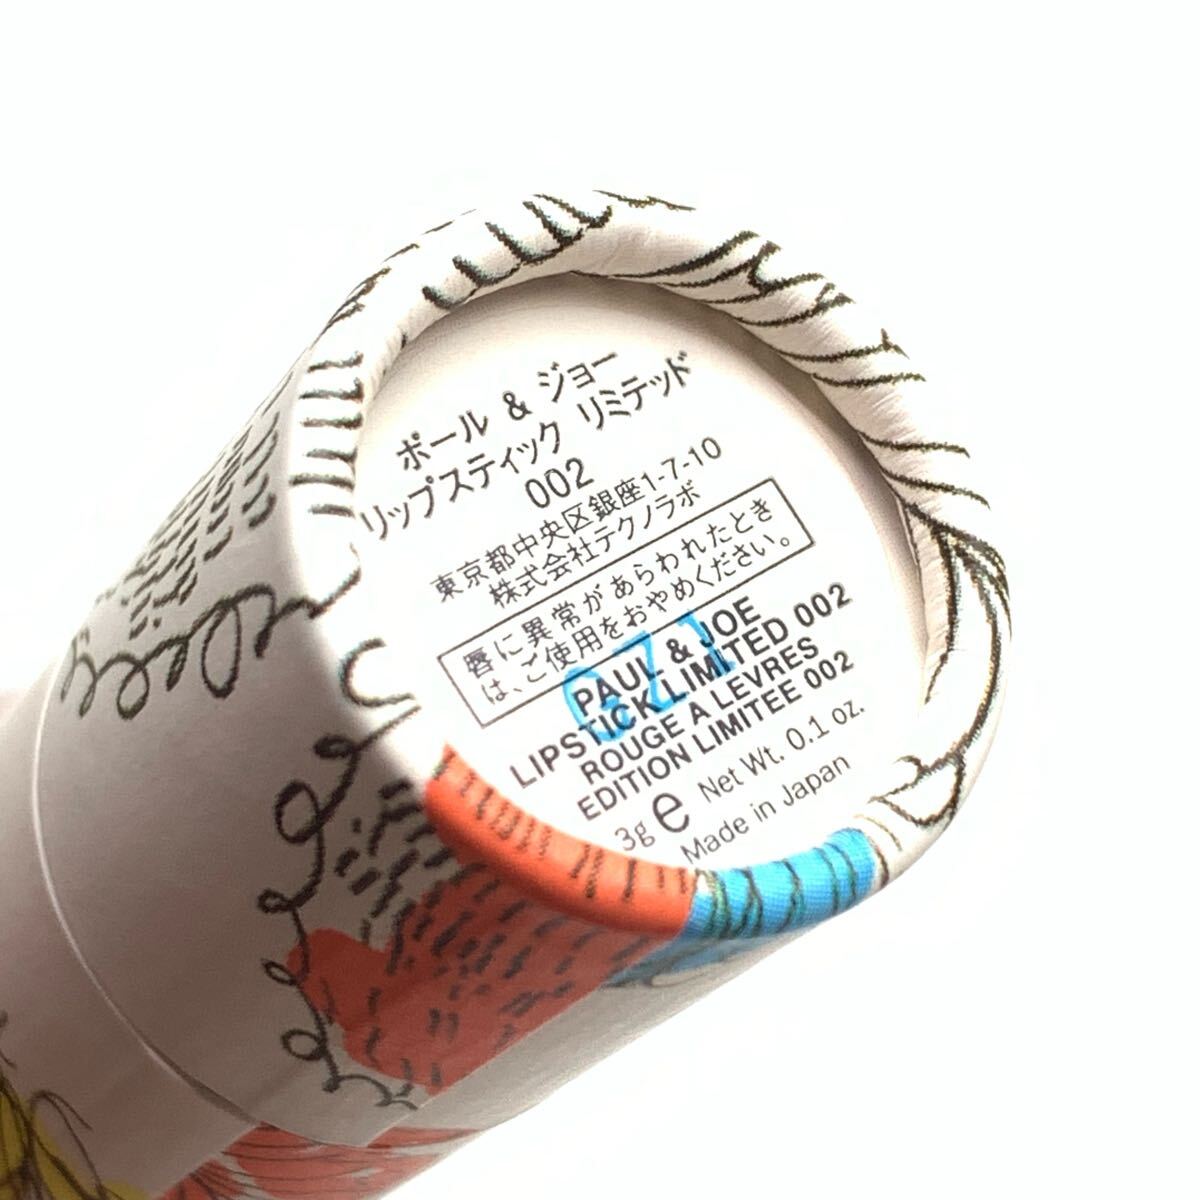 ポール & ジョー
リップスティック リミテッド
002
東京都中央区銀座1-7-10
株式会社テクノラボ
唇に異常があらわれたとき
は、ご使用をおやめください。
PAUL & JOE
LIPSTICK LIMITED 002
ROUGE A LEVRES
EDITION LIMITEE 002
3g e Net Wt. 0.1 oz.
Made in Japan